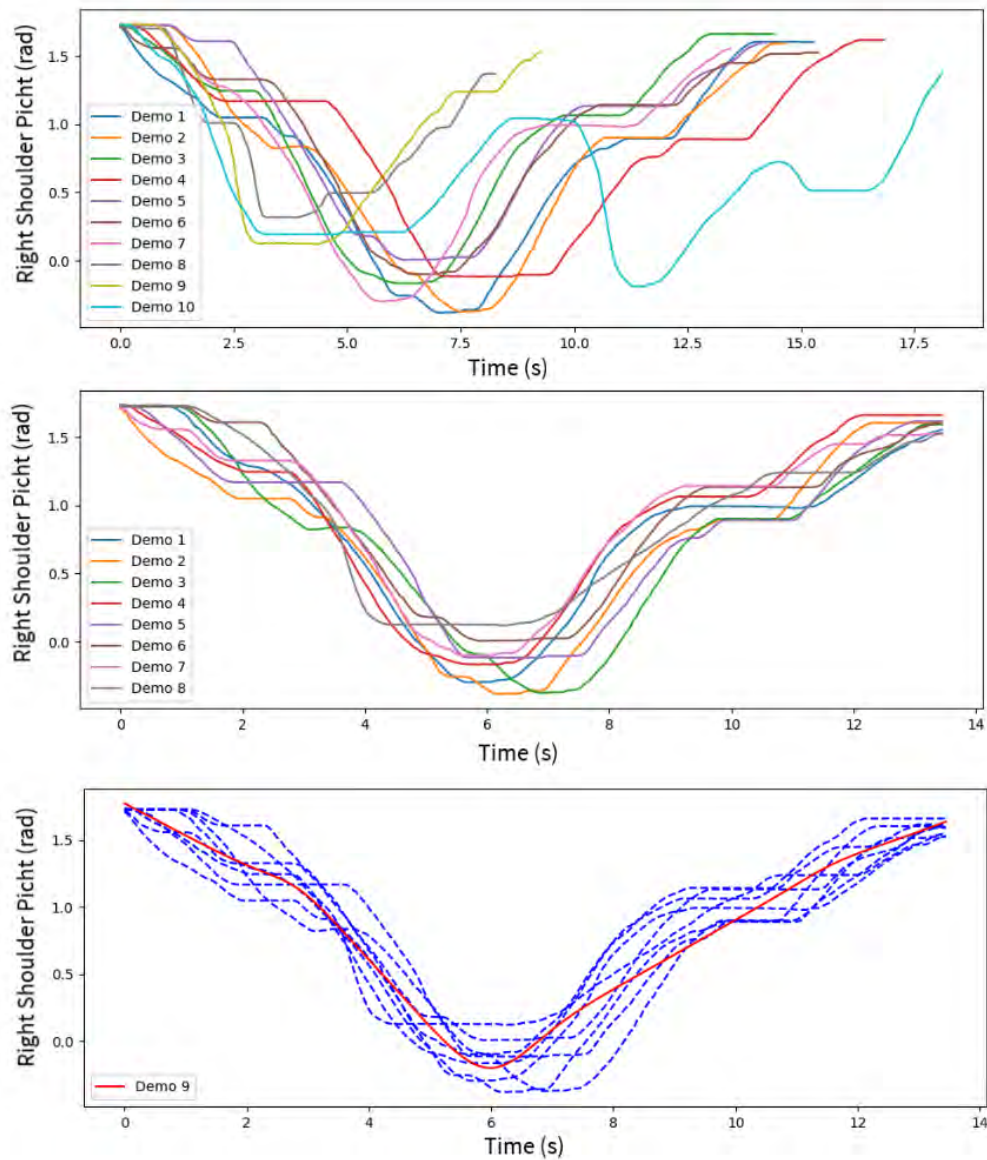 Right Shoulder Picht (rad)
1.5
1.0
0.5
0.0
Demo 1
Demo 2
Demo 3
Demo 4
Demo 5
Demo 6
Demo 7
Demo 8
Demo 9
Demo 10
0.0 2.5 5.0 7.5 10.0 12.5 15.0 17.5
Time (s)
Right Shoulder Picht (rad)
1.5
1.0
0.5
0.0
Demo 1
Demo 2
Demo 3
Demo 4
Demo 5
Demo 6
Demo 7
Demo 8
0 2 4 6 8 10 12 14
Time (s)
Right Shoulder Picht (rad)
1.5
1.0
0.5
0.0
Demo 9
0 2 4 6 8 10 12 14
Time (s)